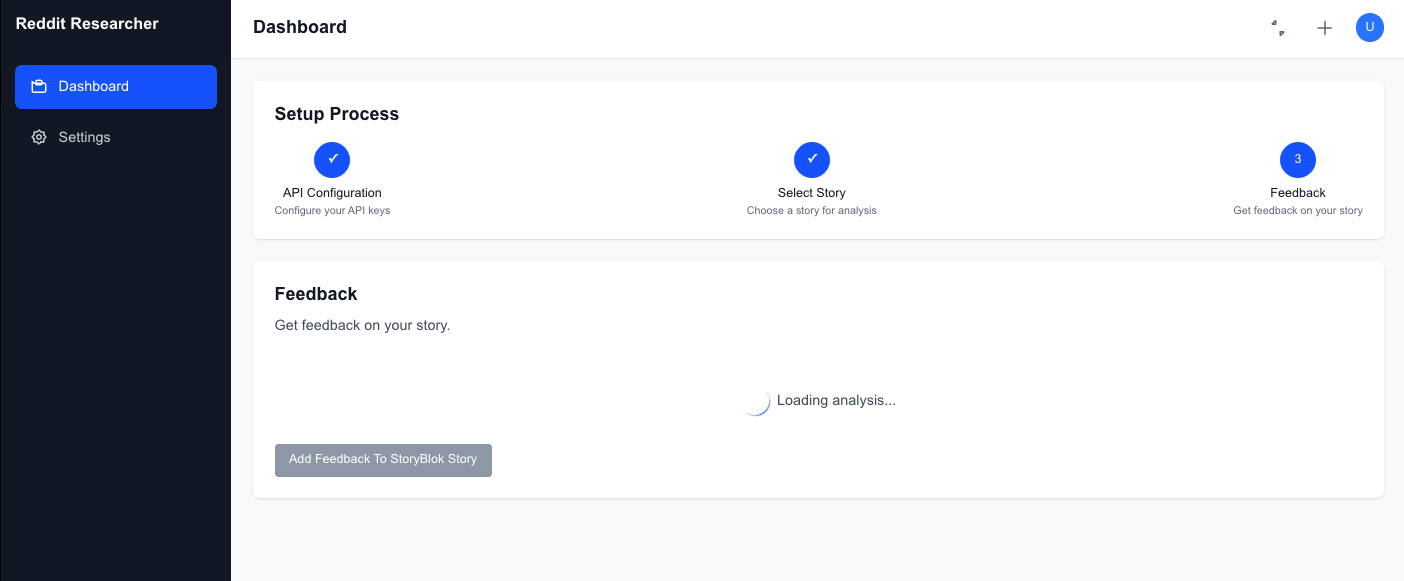 Reddit Researcher
Dashboard
Settings
Dashboard
U
Setup Process
✓
API Configuration
Configure your API keys
✓
Select Story
Choose a story for analysis
3
Feedback
Get feedback on your story
Feedback
Get feedback on your story.
Loading analysis...
Add Feedback To StoryBlok Story